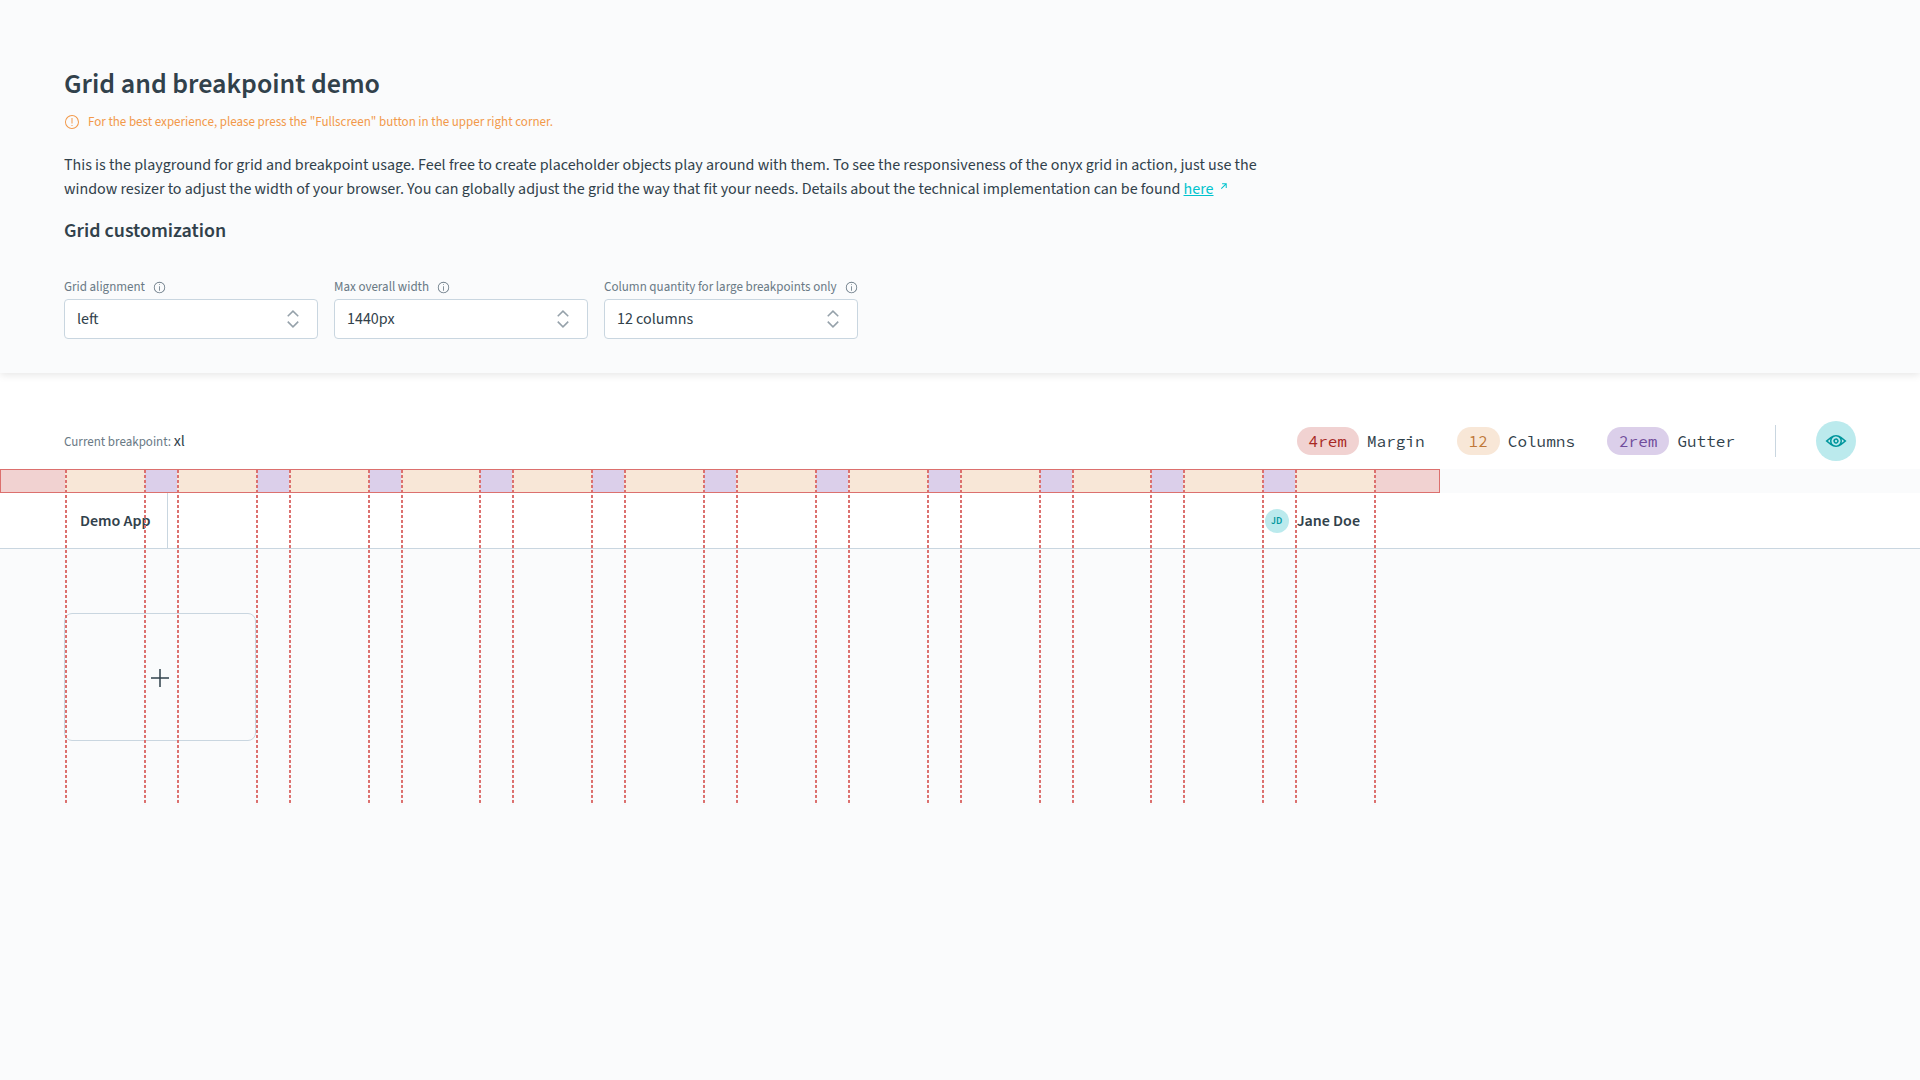 Grid and breakpoint demo
For the best experience, please press the "Fullscreen" button in the upper right corner.
This is the playground for grid and breakpoint usage. Feel free to create placeholder objects play around with them. To see the responsiveness of the onyx grid in action, just use the
window resizer to adjust the width of your browser. You can globally adjust the grid the way that fit your needs. Details about the technical implementation can be found here
Grid customization
Grid alignment Max overall width Column quantity for large breakpoints only
left 1440px 12 columns
Current breakpoint: xl 4rem Margin 12 Columns 2rem Gutter
Demo App JD Jane Doe